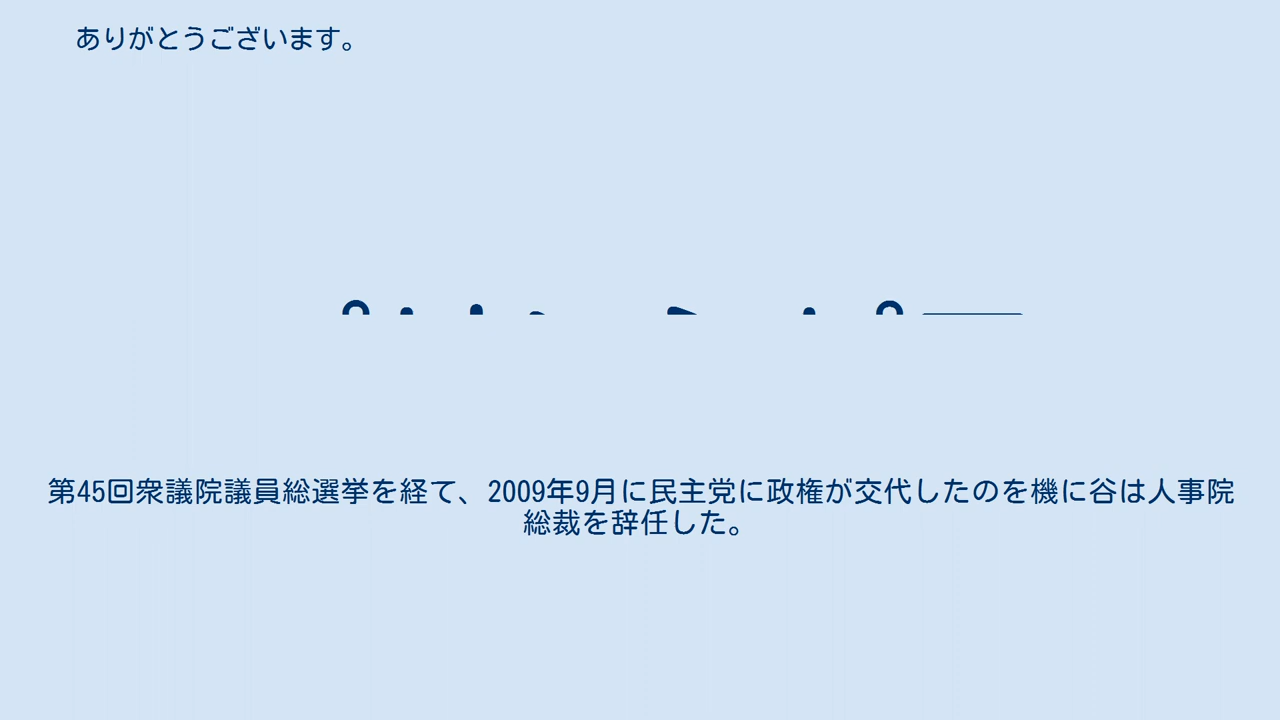 ありがとうございます。
第45回衆議院議員総選挙を経て、2009年9月に民主党に政権が交代したのを機に谷は人事院
総裁を辞任した。